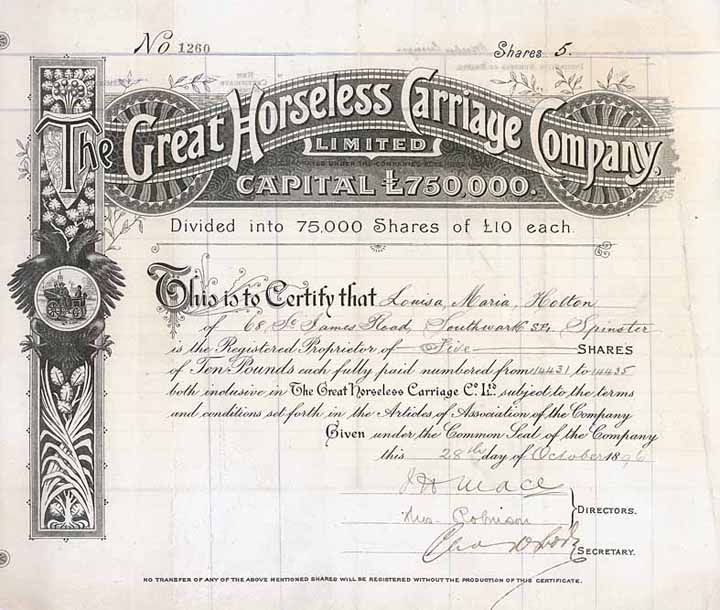 No 1260
Shares 5.
The Great Horseless Carriage Company,
LIMITED
CAPITAL £750,000.
Divided into 75,000 Shares of £10 each.
This is to Certify that Louisa, Maria, Holton
of 68, St James Road, Southwark S.E., Spinster
is the Registered Proprietor of Five SHARES
of Ten Pounds each fully paid numbered from 14431 to 14435
both inclusive in The Great Horseless Carriage Co. Ltd. subject to the terms
and conditions set forth in the Articles of Association of the Company
Given under the Common Seal of the Company
this 28th day of October 1896
Mace
Robinson
DIRECTORS.
SECRETARY.
NO TRANSFER OF ANY OF THE ABOVE MENTIONED SHARES WILL BE REGISTERED WITHOUT THE PRODUCTION OF THIS CERTIFICATE.